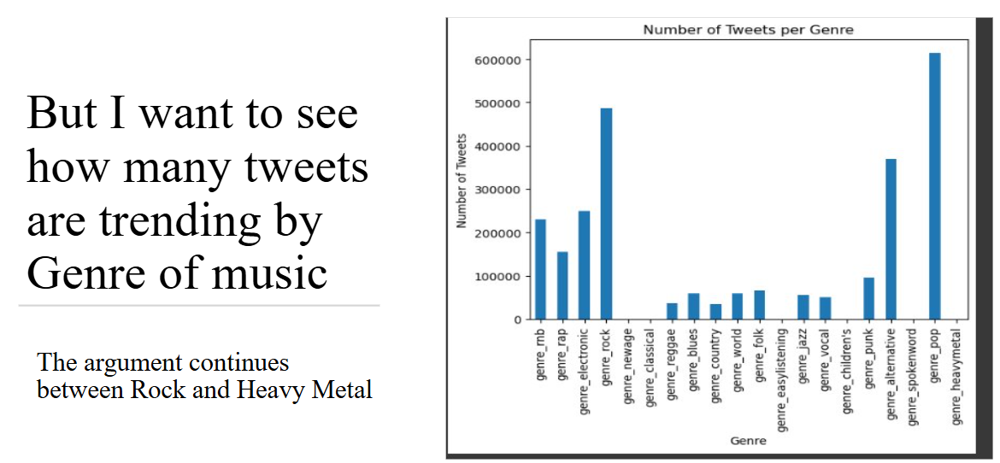 But I want to see
how many tweets
are trending by
Genre of music
The argument continues
between Rock and Heavy Metal
Number of Tweets per Genre
Number of Tweets
600000
500000
400000
300000
200000
100000
0
genre_rnb
genre_rap
genre_electronic
genre_rock
genre_newage
genre_classical
genre_reggae
genre_blues
genre_country
genre_world
genre_folk
genre_easylistening
genre_jazz
genre_vocal
genre_children's
genre_punk
genre_alternative
genre_spokenword
genre_pop
genre_heavymetal
Genre